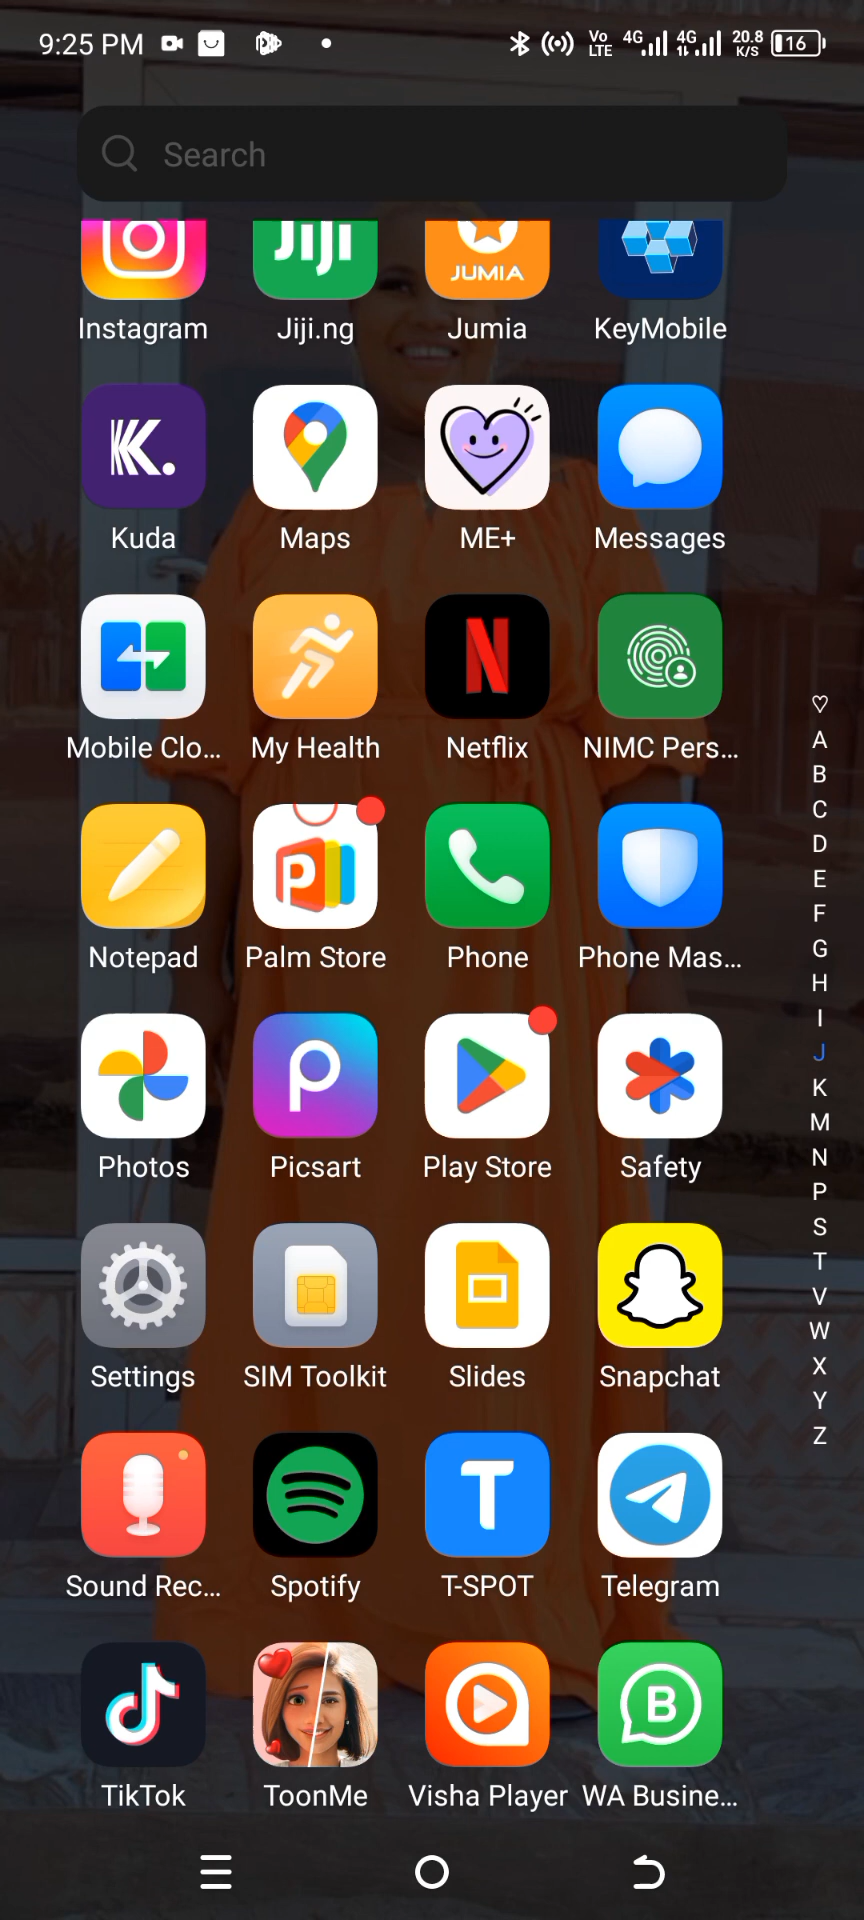 9:25 PM Vo LTE 4G 4G 20.8 K/S 16
Search
Jiji JUMIA
Instagram Jiji.ng Jumia KeyMobile
K.
Kuda Maps ME+ Messages
N
Mobile Clo... My Health Netflix NIMC Pers...
P
Notepad Palm Store Phone Phone Mas...
P
Photos Picsart Play Store Safety
Settings SIM Toolkit Slides Snapchat
T
Sound Rec... Spotify T-SPOT Telegram
B
TikTok ToonMe Visha Player WA Busine...
A
B
C
D
E
F
G
H
I
J
K
M
N
P
S
T
V
W
X
Y
Z